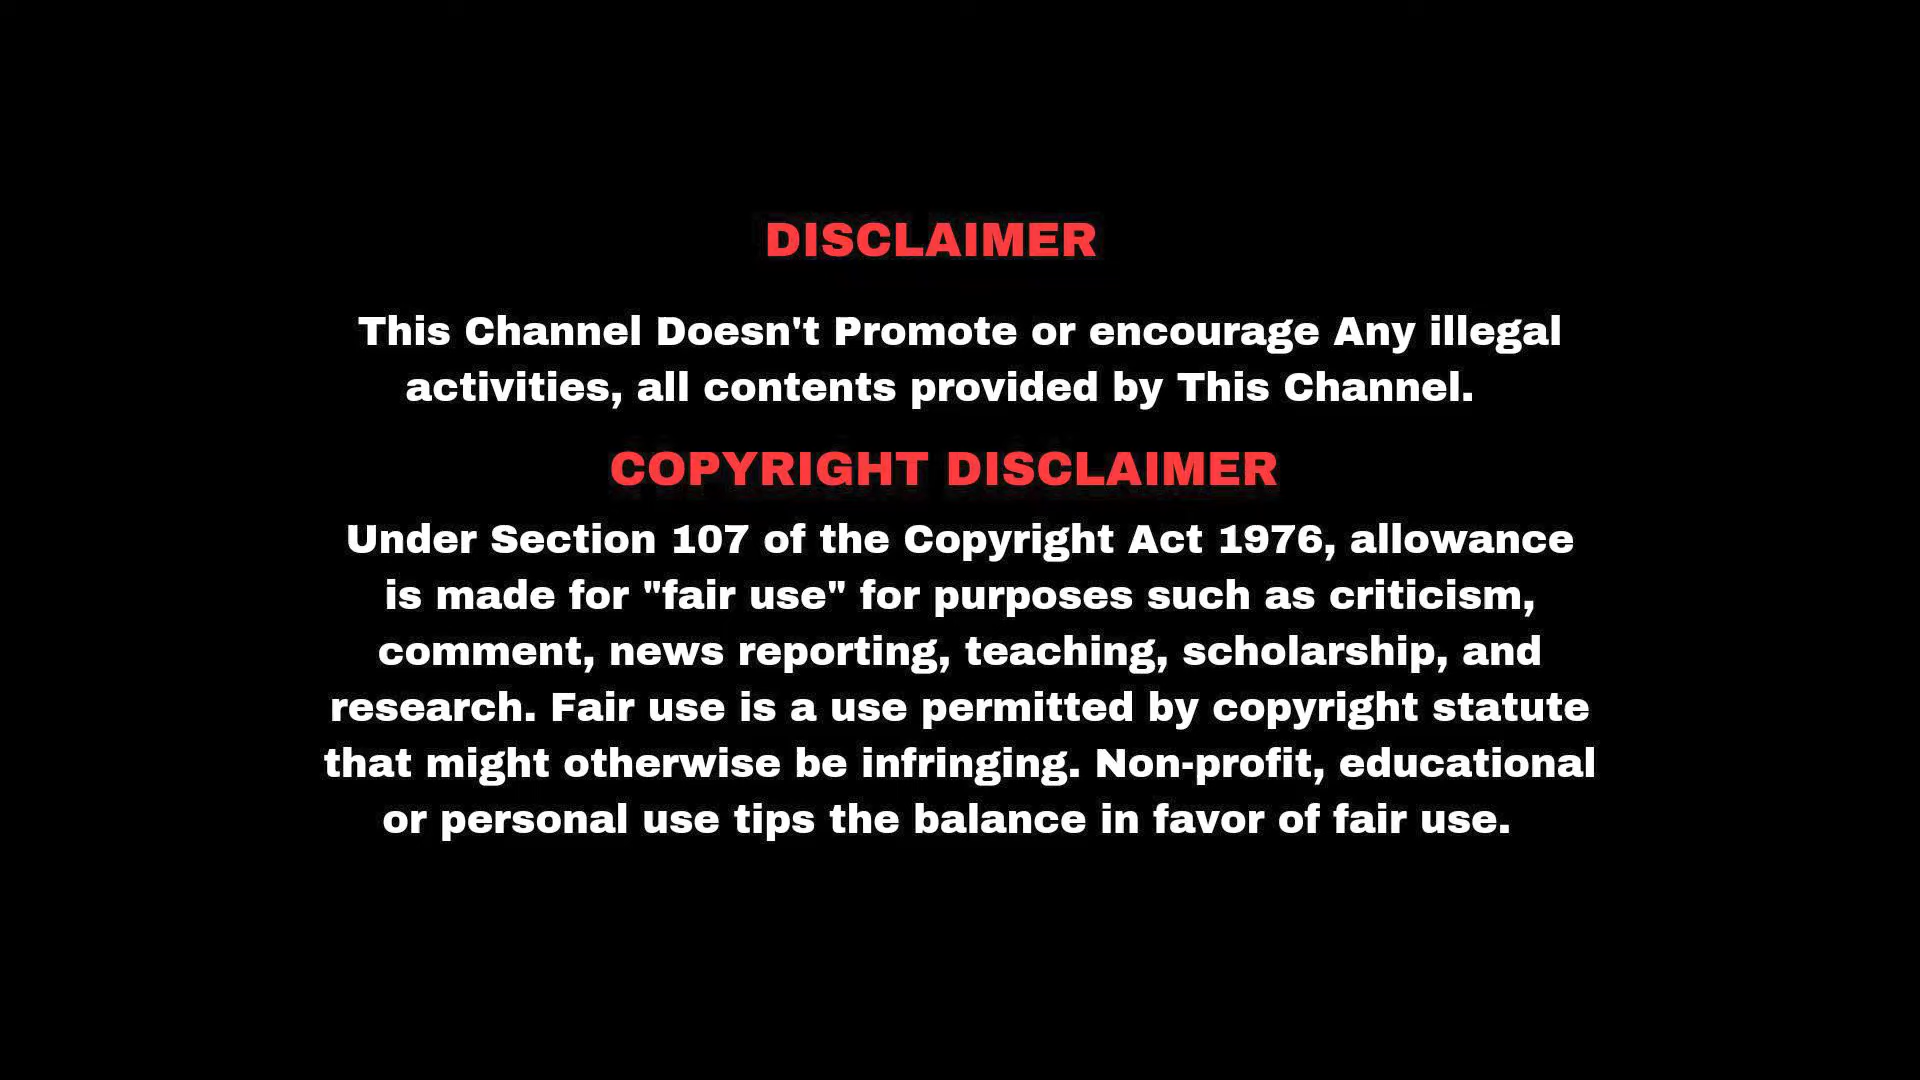 DISCLAIMER
This Channel Doesn't Promote or encourage Any illegal
activities, all contents provided by This Channel.
COPYRIGHT DISCLAIMER
Under Section 107 of the Copyright Act 1976, allowance
is made for "fair use" for purposes such as criticism,
comment, news reporting, teaching, scholarship, and
research. Fair use is a use permitted by copyright statute
that might otherwise be infringing. Non-profit, educational
or personal use tips the balance in favor of fair use.